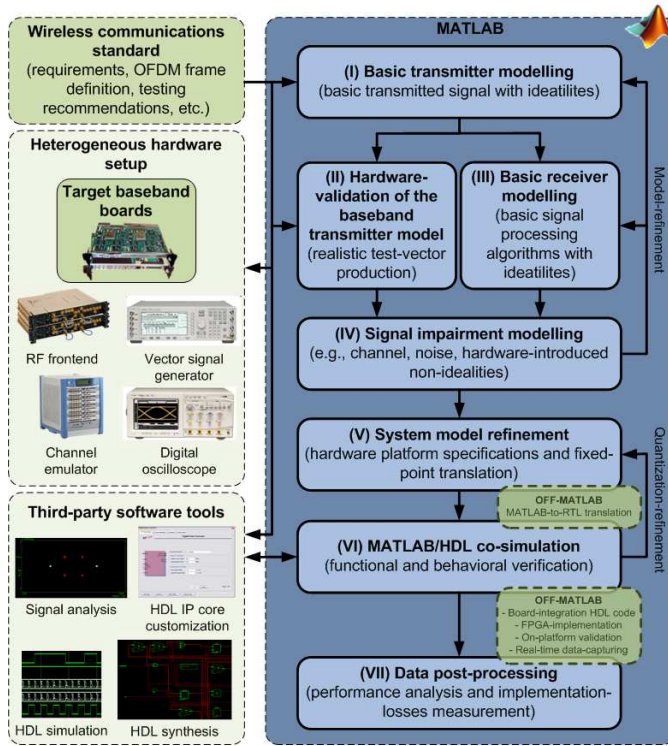 Wireless communications
standard
(requirements, OFDM frame
definition, testing
recommendations, etc.)
Heterogeneous hardware
setup
Target baseband
boards
RF frontend
Vector signal
generator
Channel
emulator
Digital
oscilloscope
Third-party software tools
Signal analysis
HDL IP core
customization
HDL simulation
HDL synthesis
MATLAB
(I) Basic transmitter modelling
(basic transmitted signal with ideatilites)
(II) Hardware-
validation of the
baseband
transmitter model
(realistic test-vector
production)
(III) Basic receiver
modelling
(basic signal
processing
algorithms with
ideatilites)
Model-refinement
(IV) Signal impairment modelling
(e.g., channel, noise, hardware-introduced
non-idealities)
(V) System model refinement
(hardware platform specifications and fixed-
point translation)
Quantization-refinement
OFF-MATLAB
MATLAB-to-RTL translation
(VI) MATLAB/HDL co-simulation
(functional and behavioral verification)
OFF-MATLAB
- Board-integration HDL code
- FPGA-implementation
- On-platform validation
- Real-time data-capturing
(VII) Data post-processing
(performance analysis and implementation-
losses measurement)